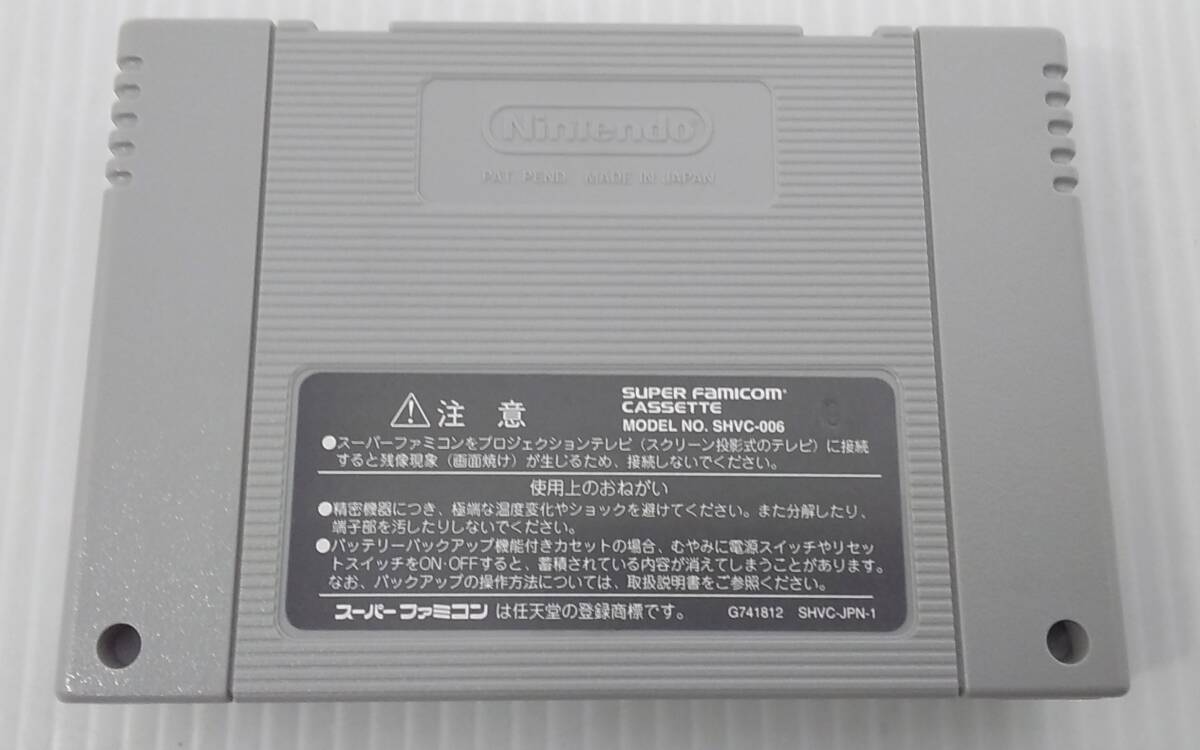 Nintendo
PAT. PEND. MADE IN JAPAN
注 意
SUPER FAMICOM
CASSETTE
MODEL NO. SHVC-006
●スーパーファミコンをプロジェクションテレビ（スクリーン投影式のテレビ）に接続
すると残像現象（画面焼け）が生じるため、接続しないでください。
使用上のおねがい
●精密機器につき、極端な温度変化やショックを避けてください。また分解したり、
端子部を汚したりしないでください。
●バッテリーバックアップ機能付きカセットの場合、むやみに電源スイッチやリセッ
トスイッチをON·OFFすると、蓄積されている内容が消えてしまうことがあります。
なお、バックアップの操作方法については、取扱説明書をご参照ください。
スーパーファミコン は任天堂の登録商標です。 G741812 SHVC-JPN-1